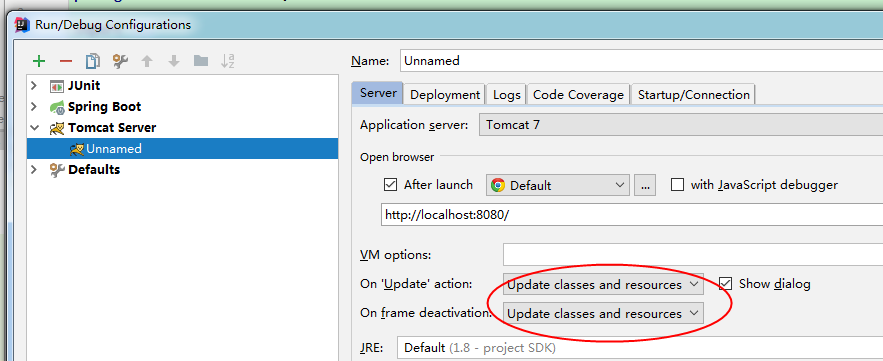 Run/Debug Configurations
Name: Unnamed
JUnit
Spring Boot
Tomcat Server
Unnamed
Defaults
Server Deployment Logs Code Coverage Startup/Connection
Application server: Tomcat 7
Open browser
After launch Default ... with JavaScript debugger
http://localhost:8080/
VM options:
On 'Update' action: Update classes and resources Show dialog
On frame deactivation: Update classes and resources
JRE: Default (1.8 - project SDK)